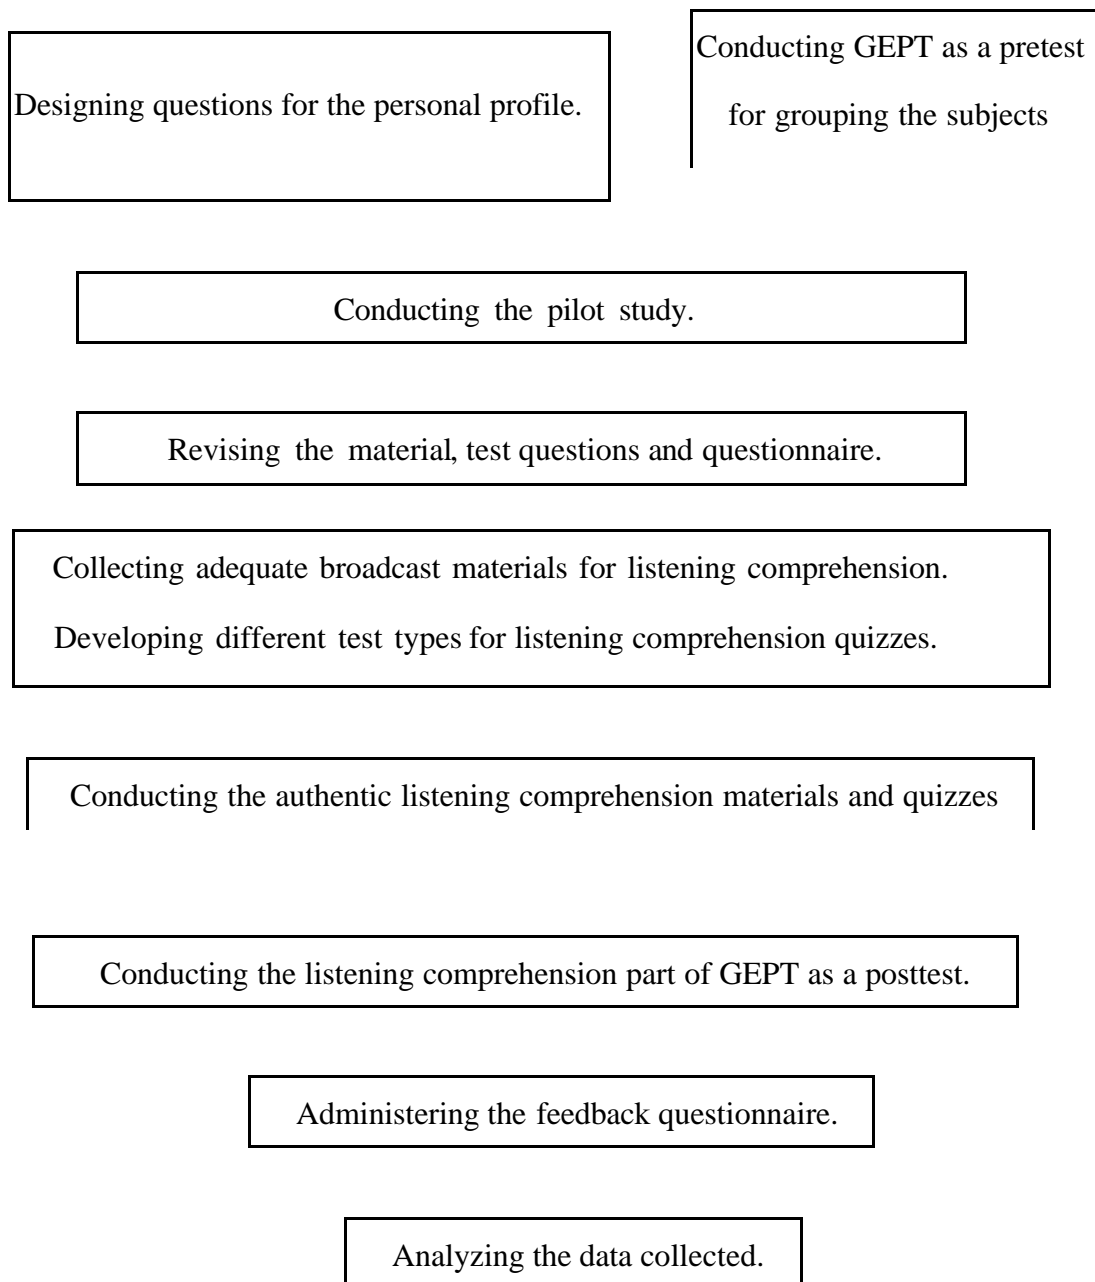 Designing questions for the personal profile.
Conducting GEPT as a pretest
for grouping the subjects
Conducting the pilot study.
Revising the material, test questions and questionnaire.
Collecting adequate broadcast materials for listening comprehension.
Developing different test types for listening comprehension quizzes.
Conducting the authentic listening comprehension materials and quizzes
Conducting the listening comprehension part of GEPT as a posttest.
Administering the feedback questionnaire.
Analyzing the data collected.